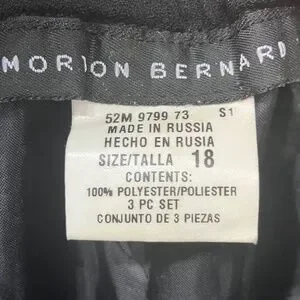 MORTON BERNARD
52M 9799 73 S1
MADE IN RUSSIA
HECHO EN RUSIA
SIZE/TALLA 18
CONTENTS:
100% POLYESTER/POLIESTER
3 PC SET
CONJUNTO DE 3 PIEZAS